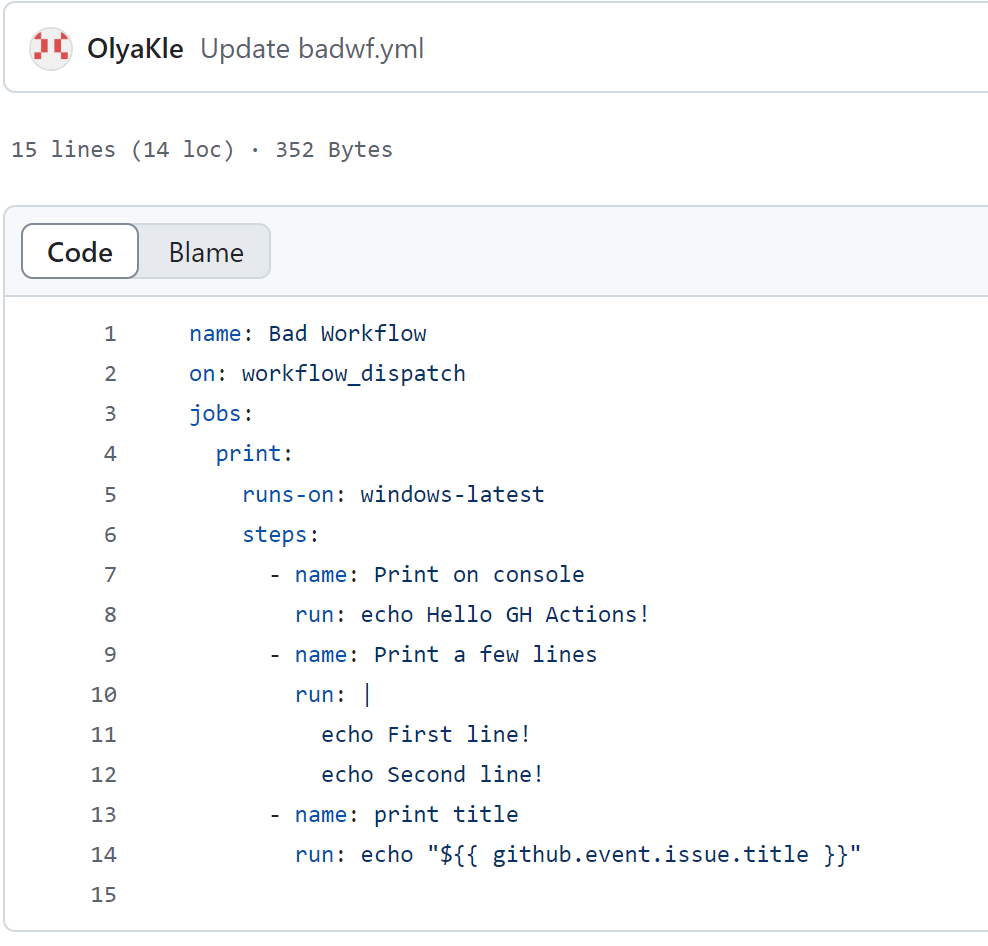 OlyaKle Update badwf.yml
15 lines (14 loc) · 352 Bytes
Code Blame
1 name: Bad Workflow
2 on: workflow_dispatch
3 jobs:
4   print:
5     runs-on: windows-latest
6     steps:
7       - name: Print on console
8         run: echo Hello GH Actions!
9       - name: Print a few lines
10         run: |
11           echo First line!
12           echo Second line!
13       - name: print title
14         run: echo "${{ github.event.issue.title }}"
15